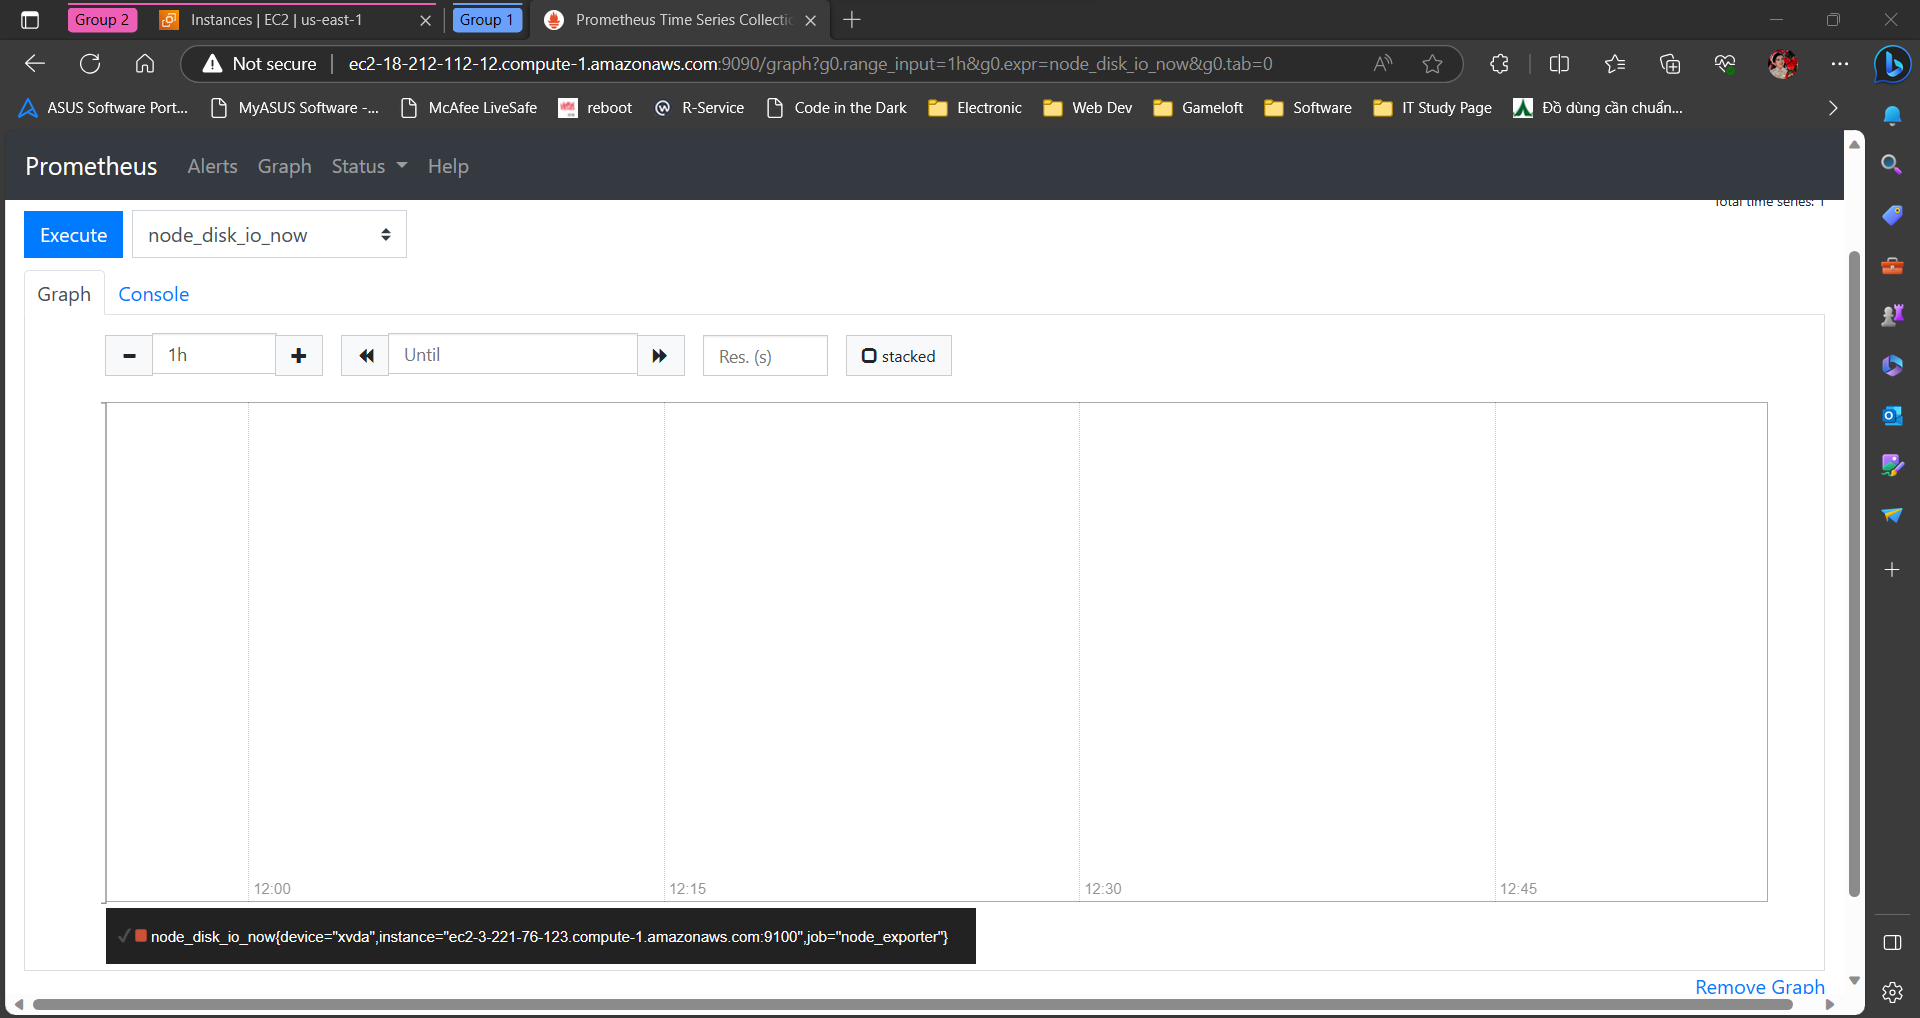 Group 2
Instances | EC2 | us-east-1
Group 1
Prometheus Time Series Collectic
Not secure
ec2-18-212-112-12.compute-1.amazonaws.com:9090/graph?g0.range_input=1h&g0.expr=node_disk_io_now&g0.tab=0
ASUS Software Port...
MyASUS Software -...
McAfee LiveSafe
reboot
R-Service
Code in the Dark
Electronic
Web Dev
Gameloft
Software
IT Study Page
Đồ dùng cần chuẩn...
Prometheus
Alerts
Graph
Status
Help
Total time series: 1
Execute
node_disk_io_now
Graph
Console
1h
Until
Res. (s)
stacked
12:00
12:15
12:30
12:45
node_disk_io_now{device="xvda",instance="ec2-3-221-76-123.compute-1.amazonaws.com:9100",job="node_exporter"}
Remove Graph